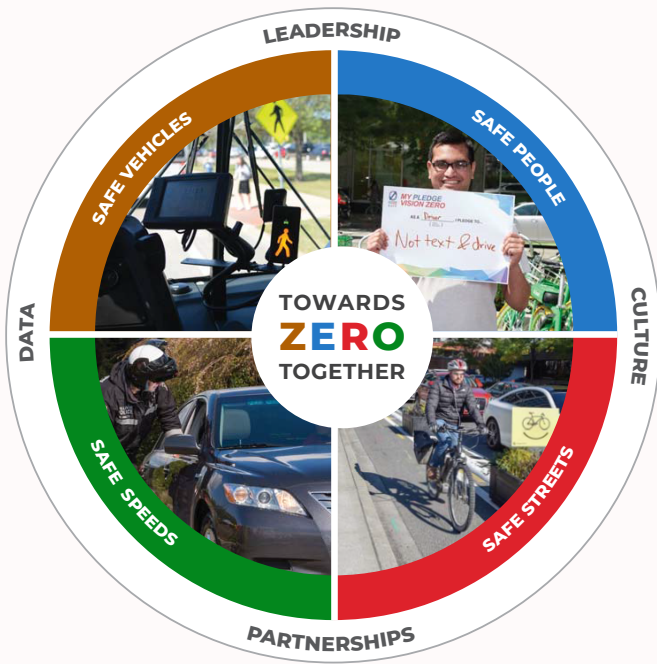 LEADERSHIP
SAFE VEHICLES
SAFE PEOPLE
MY PLEDGE
VISION ZERO
AS A Driver I PLEDGE TO...
Not text & drive
DATA
TOWARDS
ZERO
TOGETHER
CULTURE
SAFE SPEEDS
SAFE STREETS
PARTNERSHIPS